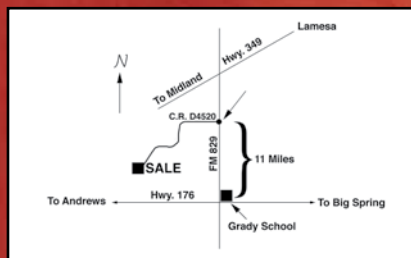 Lamesa
N
Hwy. 349
To Midland
C.R. D4520
FM 829
11 Miles
SALE
To Andrews
Hwy. 176
To Big Spring
Grady School